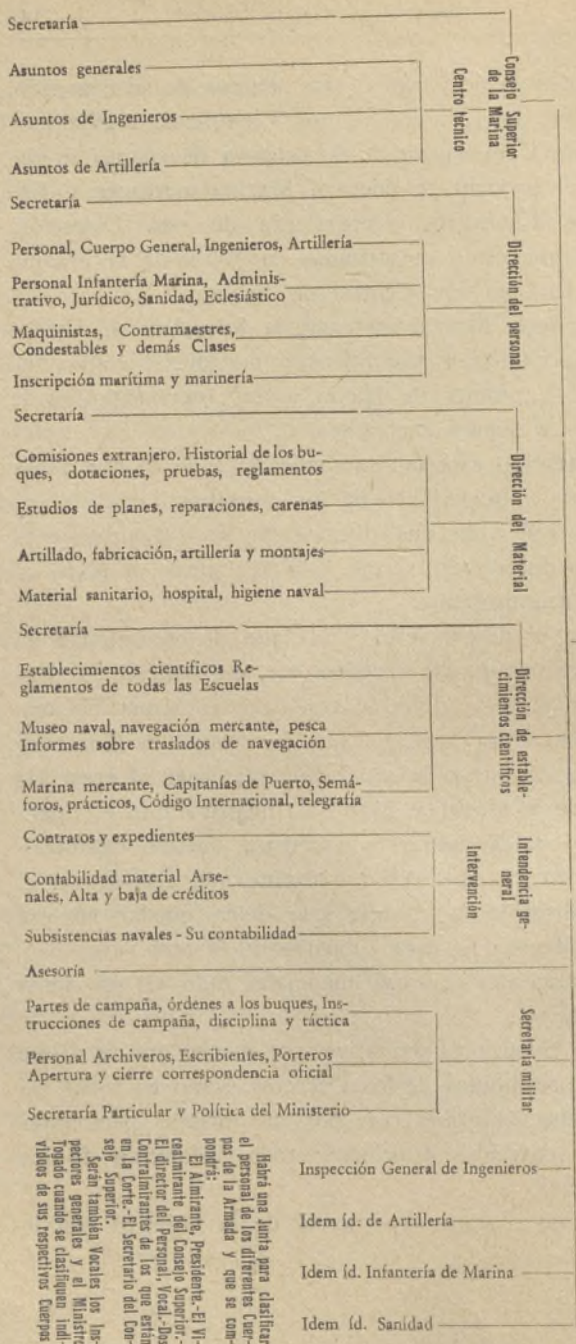 Secretaría
Asuntos generales
Asuntos de Ingenieros
Asuntos de Artillería
Consejo Superior
de la Marina
Centro técnico
Secretaría
Personal, Cuerpo General, Ingenieros, Artillería
Personal Infantería Marina, Adminis-
trativo, Jurídico, Sanidad, Eclesiástico
Maquinistas, Contramaestres,
Condestables y demás Clases
Inscripción marítima y marinería
Dirección del personal
Secretaría
Comisiones extranjero. Historial de los bu-
ques, dotaciones, pruebas, reglamentos
Estudios de planes, reparaciones, carenas
Artillado, fabricación, artillería y montajes
Material sanitario, hospital, higiene naval
Dirección del Material
Secretaría
Establecimientos científicos Re-
glamentos de todas las Escuelas
Museo naval, navegación mercante, pesca
Informes sobre traslados de navegación
Marina mercante, Capitanías de Puerto, Semá-
foros, prácticos, Código Internacional, telegrafía
Dirección de estable-
cimientos científicos
Contratos y expedientes
Contabilidad material Arse-
nales, Alta y baja de créditos
Subsistencias navales - Su contabilidad
Intendencia ge-
neral
Intervención
Asesoría
Partes de campaña, órdenes a los buques, Ins-
trucciones de campaña, disciplina y táctica
Personal Archiveros, Escribientes, Porteros
Apertura y cierre correspondencia oficial
Secretaría Particular y Política del Ministerio
Secretaría militar
Inspección General de Ingenieros
Idem íd. de Artillería
Idem íd. Infantería de Marina
Idem íd. Sanidad
Habrá una Junta para clasificar
el personal de los diferentes Cuer-
pos de la Armada y que se com-
pondrá:
El Almirante, Presidente.-El Vi-
cealmirante del Consejo Superior.-
El director del Personal, Vocal.-Dos
Contralmirantes de los que están
en la Corte.-El Secretario del Con-
sejo Superior.
Serán también Vocales los Ins-
pectores generales y el Ministro
Togado cuando se clasifiquen indi-
viduos de sus respectivos Cuerpos